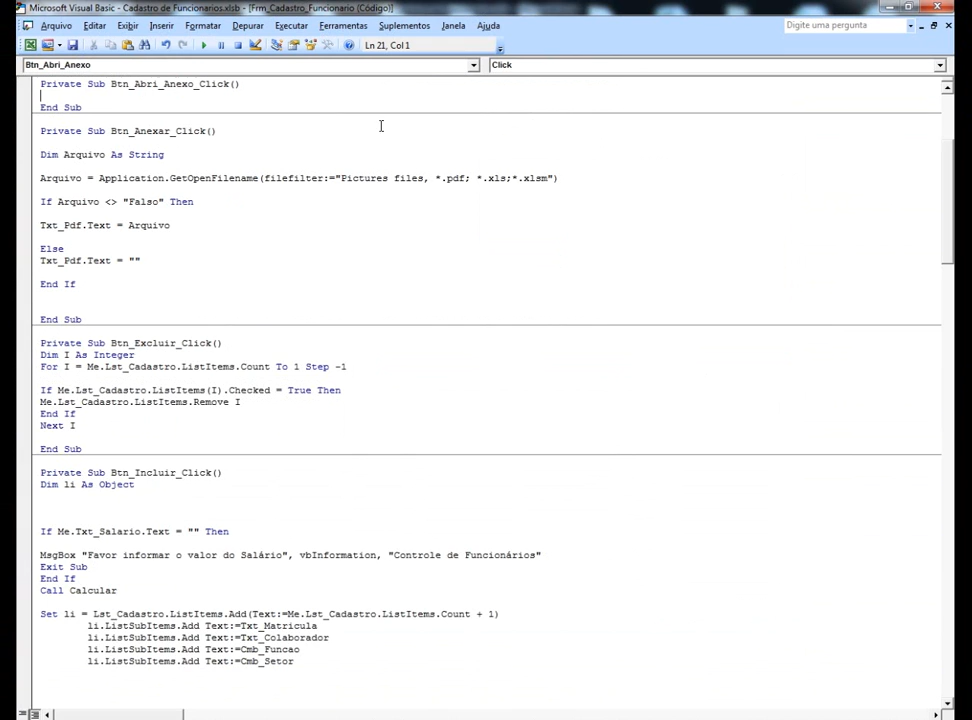 Microsoft Visual Basic - Cadastro de Funcionarios.xlsb - [Frm_Cadastro_Funcionario (Código)]
Arquivo Editar Exibir Inserir Formatar Depurar Executar Ferramentas Suplementos Janela Ajuda Digite uma pergunta
Ln 21, Col 1
Btn_Abri_Anexo Click
Private Sub Btn_Abri_Anexo_Click()
End Sub
Private Sub Btn_Anexar_Click()
Dim Arquivo As String
Arquivo = Application.GetOpenFilename(filefilter:="Pictures files, *.pdf; *.xls;*.xlsm")
If Arquivo <> "Falso" Then
Txt_Pdf.Text = Arquivo
Else
Txt_Pdf.Text = ""
End If
End Sub
Private Sub Btn_Excluir_Click()
Dim I As Integer
For I = Me.Lst_Cadastro.ListItems.Count To 1 Step -1
If Me.Lst_Cadastro.ListItems(I).Checked = True Then
Me.Lst_Cadastro.ListItems.Remove I
End If
Next I
End Sub
Private Sub Btn_Incluir_Click()
Dim li As Object
If Me.Txt_Salario.Text = "" Then
MsgBox "Favor informar o valor do Salário", vbInformation, "Controle de Funcionários"
Exit Sub
End If
Call Calcular
Set li = Lst_Cadastro.ListItems.Add(Text:=Me.Lst_Cadastro.ListItems.Count + 1)
li.ListSubItems.Add Text:=Txt_Matricula
li.ListSubItems.Add Text:=Txt_Colaborador
li.ListSubItems.Add Text:=Cmb_Funcao
li.ListSubItems.Add Text:=Cmb_Setor